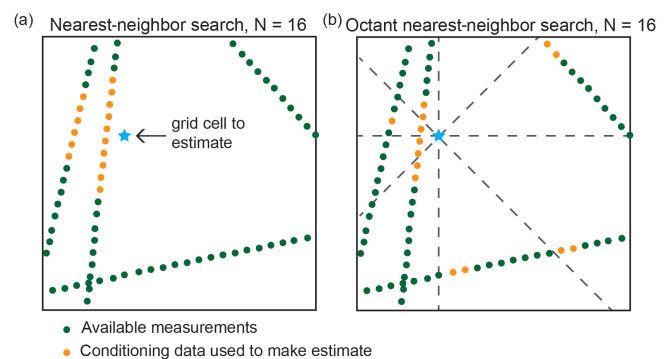 (a) Nearest-neighbor search, N = 16
(b) Octant nearest-neighbor search, N = 16
grid cell to
estimate
Available measurements
Conditioning data used to make estimate